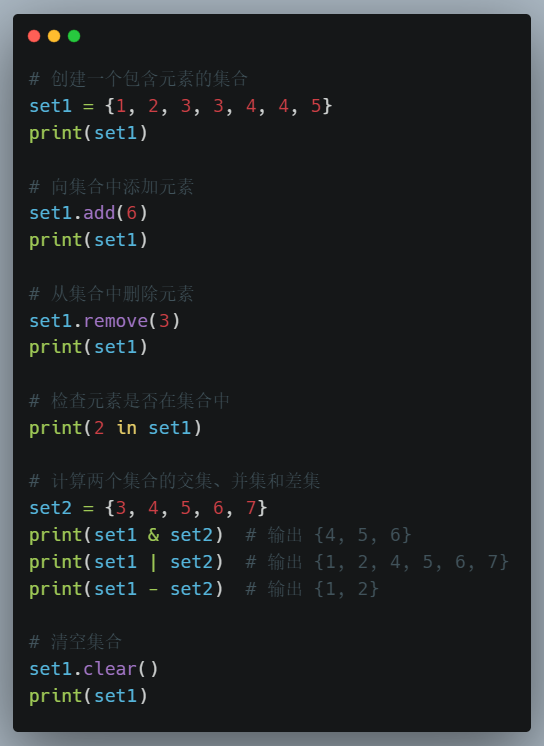 # 创建一个包含元素的集合
set1 = {1, 2, 3, 3, 4, 4, 5}
print(set1)
# 向集合中添加元素
set1.add(6)
print(set1)
# 从集合中删除元素
set1.remove(3)
print(set1)
# 检查元素是否在集合中
print(2 in set1)
# 计算两个集合的交集、并集和差集
set2 = {3, 4, 5, 6, 7}
print(set1 & set2)  # 输出 {4, 5, 6}
print(set1 | set2)  # 输出 {1, 2, 4, 5, 6, 7}
print(set1 - set2)  # 输出 {1, 2}
# 清空集合
set1.clear()
print(set1)